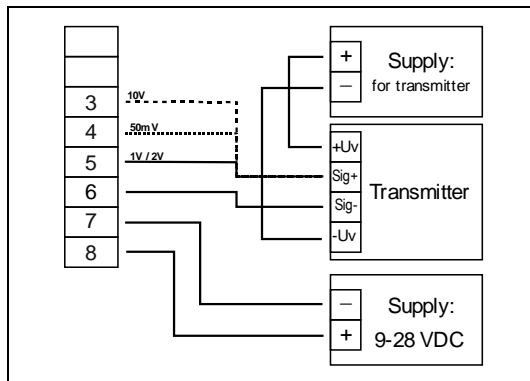 3
4
5
6
7
8
10V
50mV
1V / 2V
+
−
Supply:
for transmitter
+Uv
Sig+
Sig-
-Uv
Transmitter
−
+
Supply:
9-28 VDC